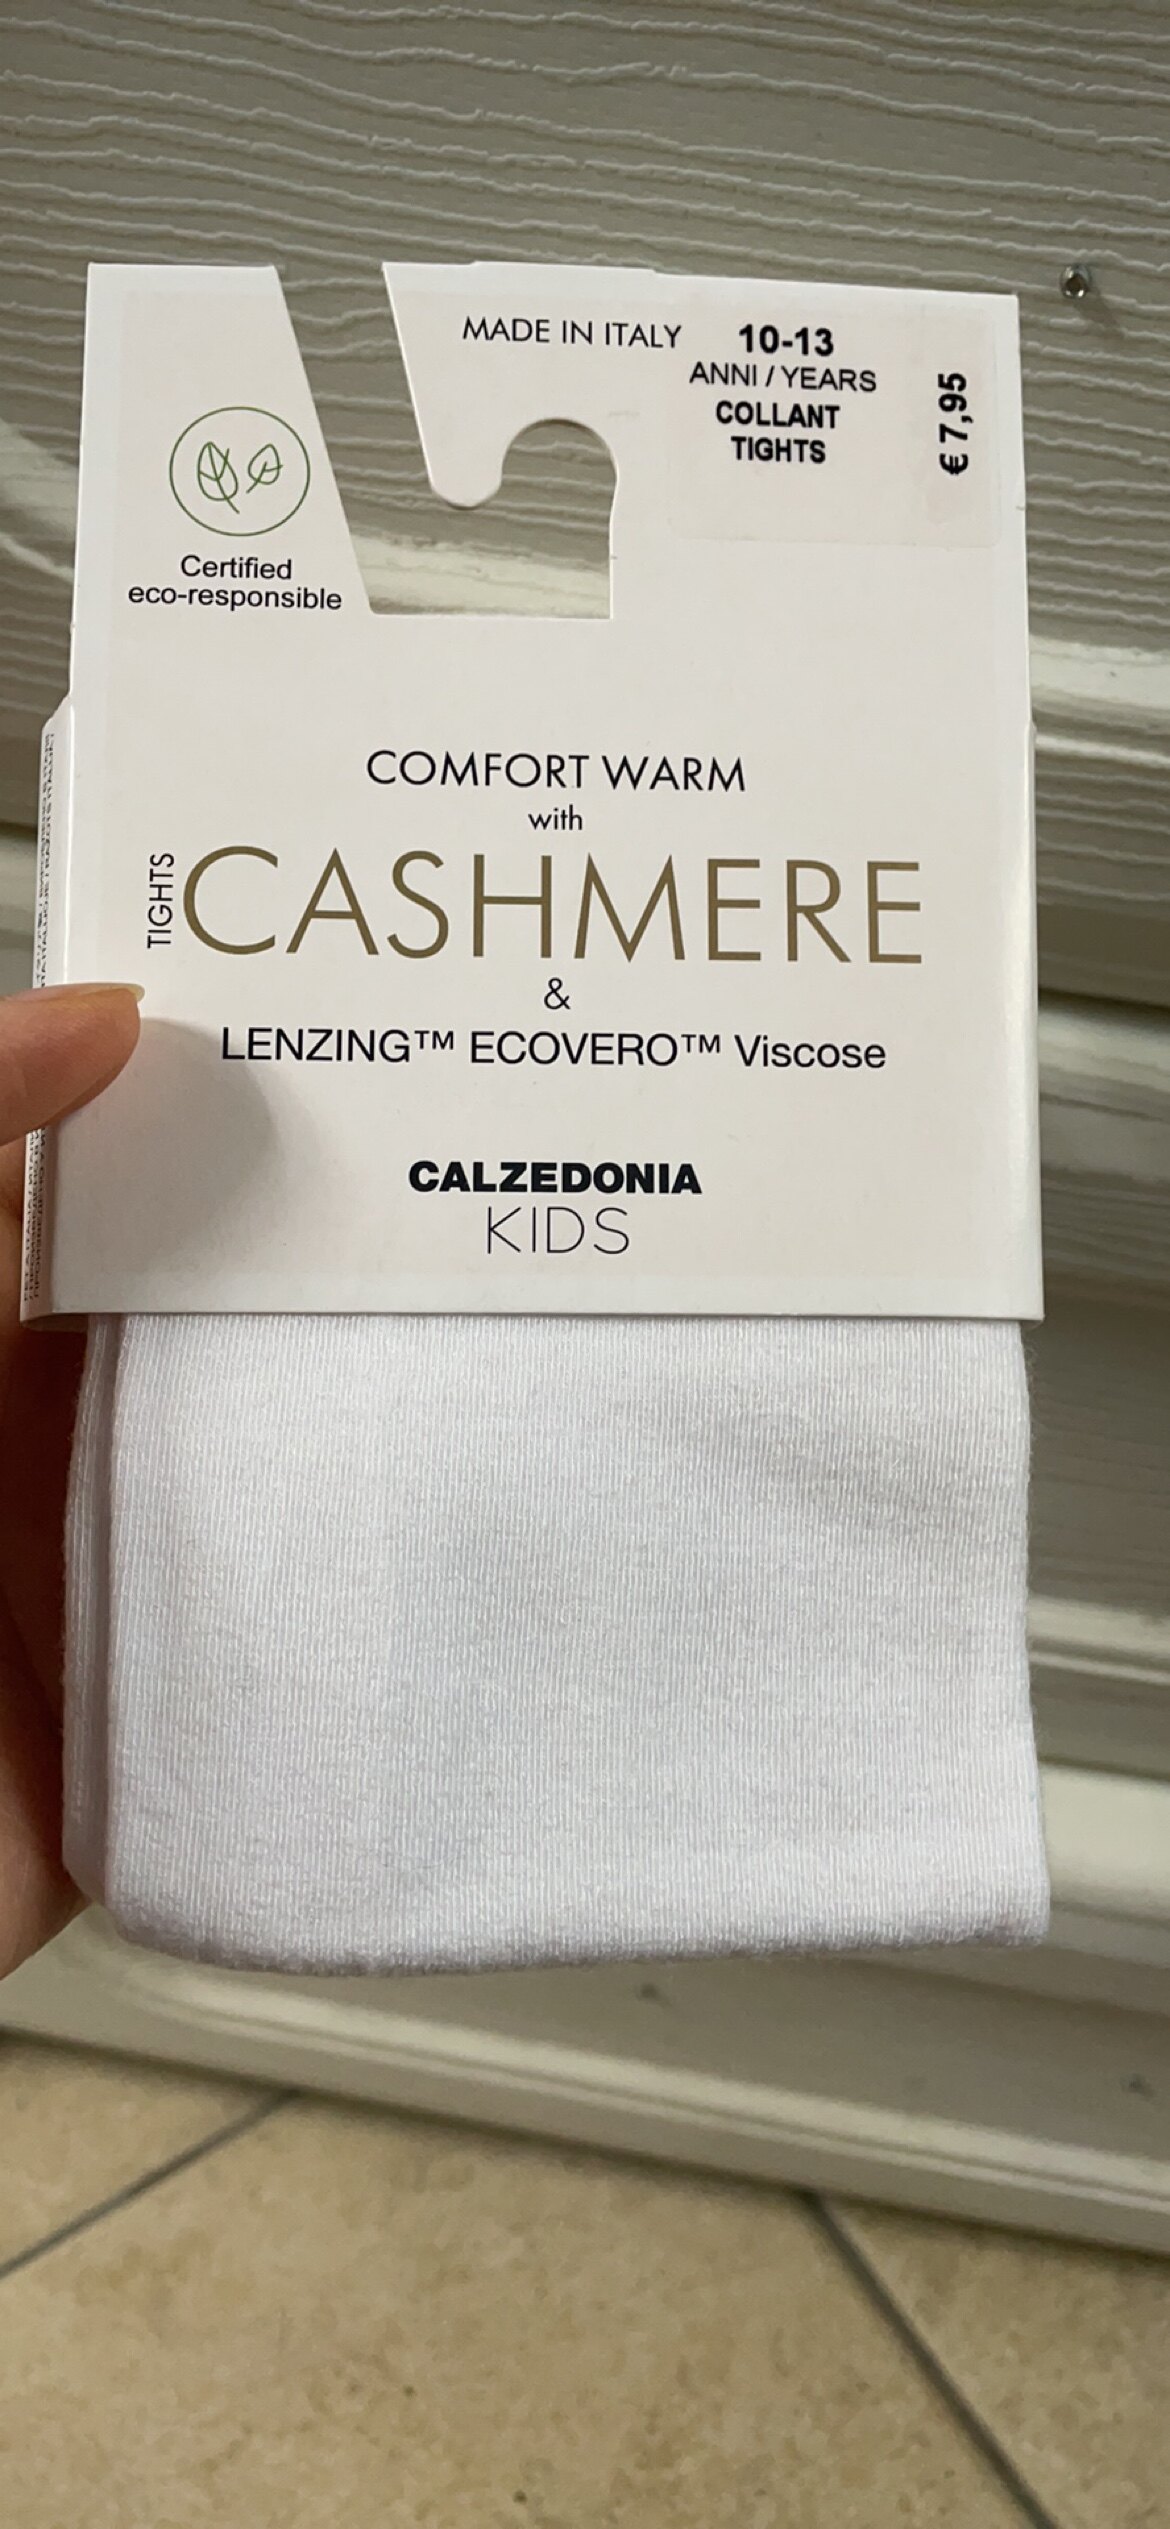 MADE IN ITALY
10-13
ANNI / YEARS
COLLANT
TIGHTS
€ 7,95
Certified
eco-responsible
COMFORT WARM
with
TIGHTS
CASHMERE
&
LENZING™ ECOVERO™ Viscose
CALZEDONIA
KIDS